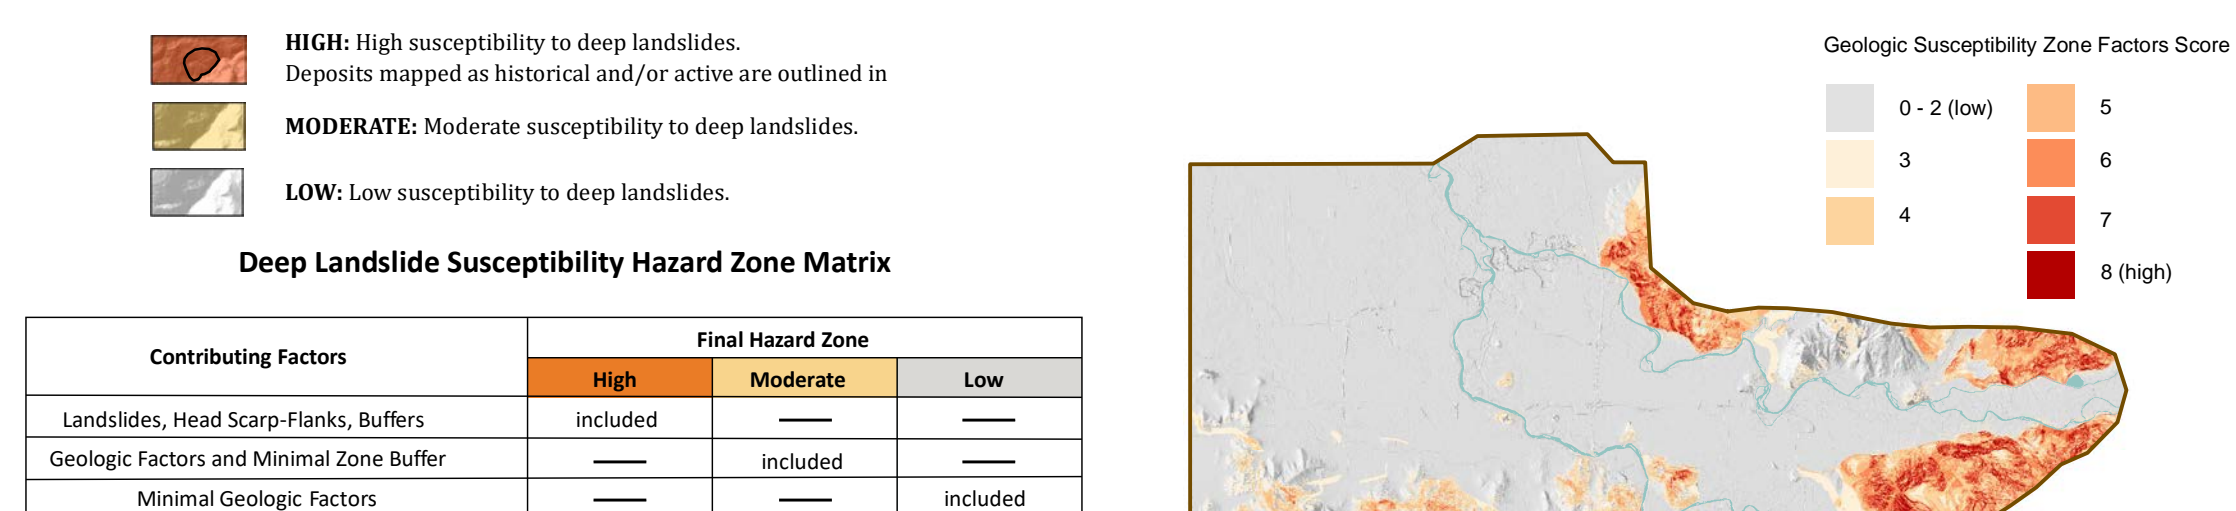 HIGH: High susceptibility to deep landslides.
Deposits mapped as historical and/or active are outlined in
MODERATE: Moderate susceptibility to deep landslides.
LOW: Low susceptibility to deep landslides.
Deep Landslide Susceptibility Hazard Zone Matrix
Contributing Factors
Final Hazard Zone
High Moderate Low
Landslides, Head Scarp-Flanks, Buffers included — —
Geologic Factors and Minimal Zone Buffer — included —
Minimal Geologic Factors — — included
Geologic Susceptibility Zone Factors Score
0 - 2 (low)
3
4
5
6
7
8 (high)